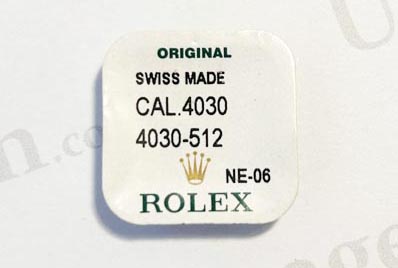 ORIGINAL
SWISS MADE
CAL.4030
4030-512
NE-06
ROLEX